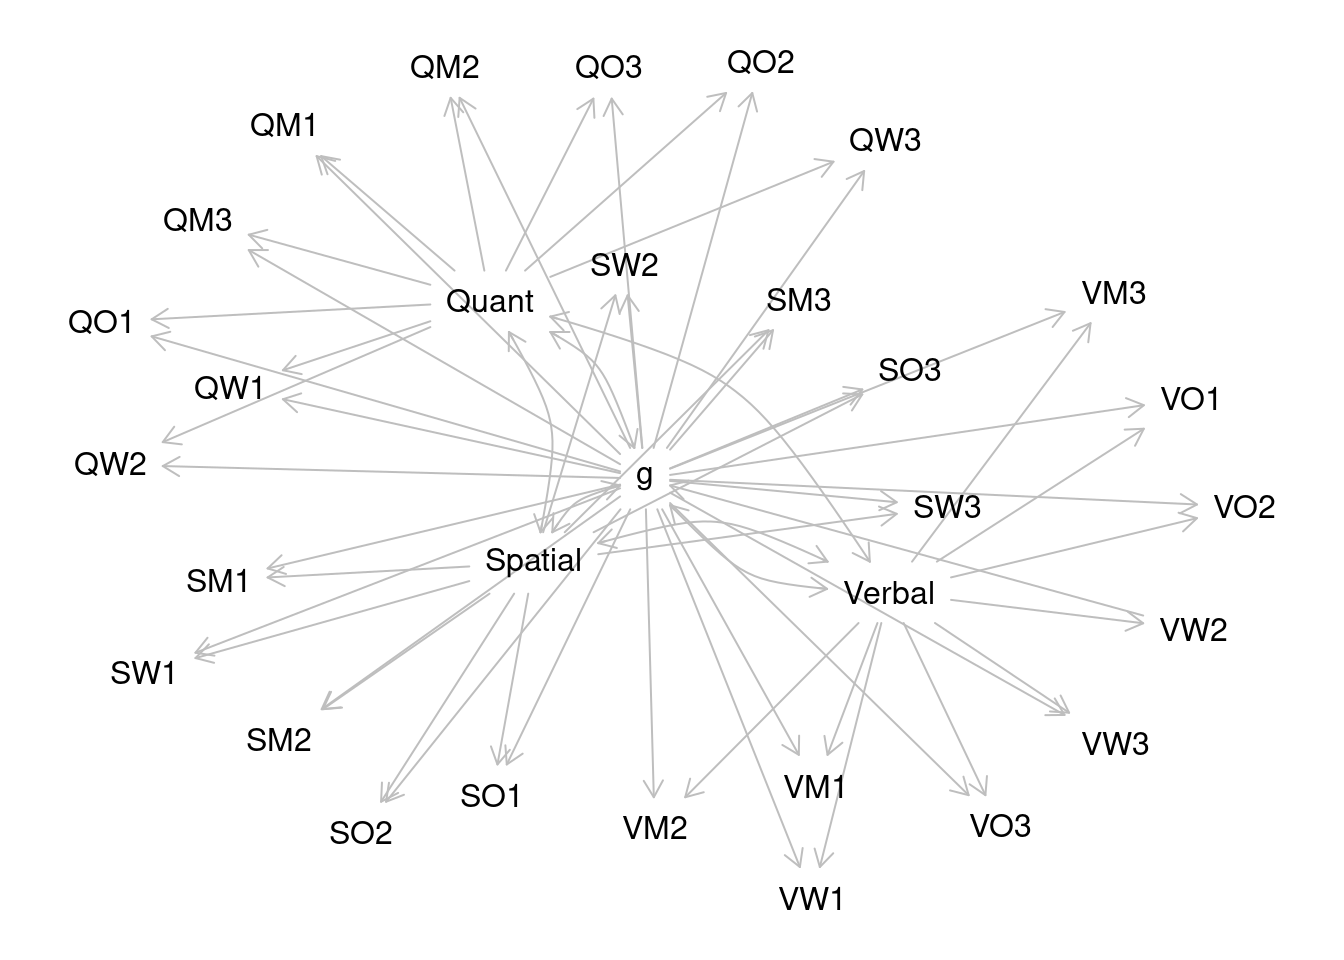 QM2
QO3
QO2
QM1
QW3
QM3
SW2
Quant
SM3
VM3
QO1
SO3
QW1
VO1
QW2
g
SW3
VO2
Spatial
SM1
Verbal
VW2
SW1
SM2
VW3
SO1
VM1
SO2
VM2
VO3
VW1